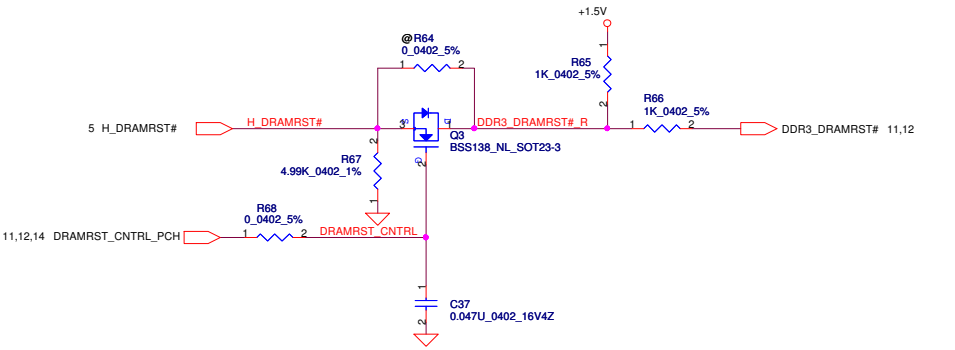 +1.5V
@R64
0_0402_5%
1
2
R65
1K_0402_5%
1
2
R66
1K_0402_5%
1
2
5 H_DRAMRST#
H_DRAMRST#
3
S
D
1
DDR3_DRAMRST#_R
DDR3_DRAMRST# 11,12
Q3
BSS138_NL_SOT23-3
G
2
R67
4.99K_0402_1%
2
1
R68
0_0402_5%
11,12,14 DRAMRST_CNTRL_PCH
1
2
DRAMRST_CNTRL
1
2
C37
0.047U_0402_16V4Z